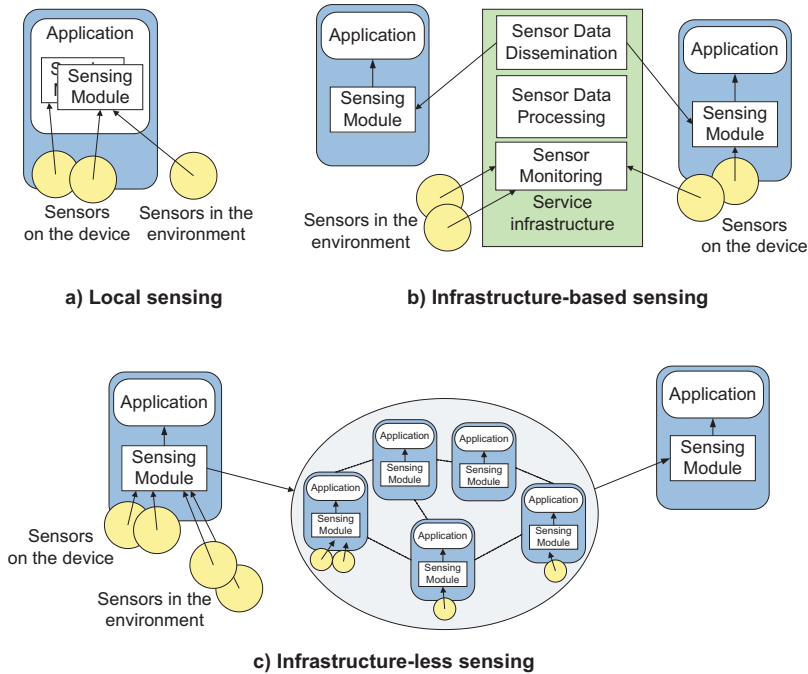 Application
Sensing
Module
Sensors
on the device
Sensors in the
environment
a) Local sensing
Application
Sensing
Module
Sensor Data
Dissemination
Sensor Data
Processing
Sensor
Monitoring
Service
infrastructure
Application
Sensing
Module
Sensors in the
environment
Sensors
on the device
b) Infrastructure-based sensing
Application
Sensing
Module
Sensors
on the device
Sensors in the
environment
Application
Sensing
Module
Application
Sensing
Module
Application
Sensing
Module
Application
Sensing
Module
Application
Sensing
Module
Application
Sensing
Module
c) Infrastructure-less sensing